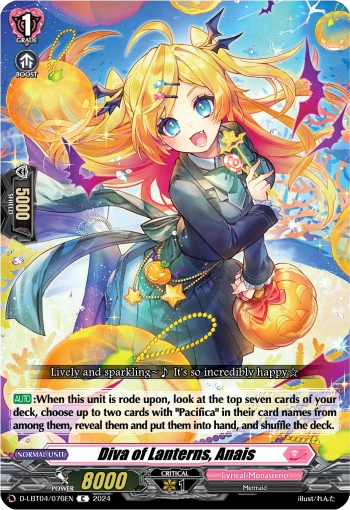 1
GRADE
BOOST
5000
SHIELD
Lively and sparkling~♪ It's so incredibly happy☆
AUTO:When this unit is rode upon, look at the top seven cards of your
deck, choose up to two cards with "Pacifica" in their card names from
among them, reveal them and put them into hand, and shuffle the deck.
NORMAL UNIT
Diva of Lanterns, Anais
POWER 8000
CRITICAL
1
Lyrical Monasterio
Mermaid
D-LBT04/076EN C 2024
illust/れんた